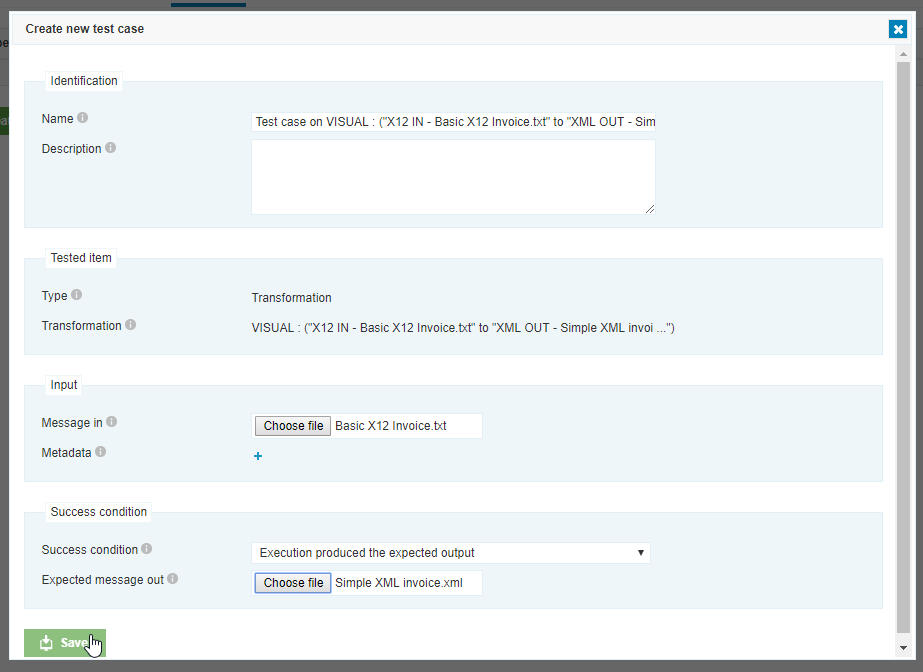 Create new test case
Identification
Name
Test case on VISUAL : ("X12 IN - Basic X12 Invoice.txt" to "XML OUT - Sim
Description
Tested item
Type
Transformation
Transformation
VISUAL : ("X12 IN - Basic X12 Invoice.txt" to "XML OUT - Simple XML invoi ...")
Input
Message in
Choose file Basic X12 Invoice.txt
Metadata
+
Success condition
Success condition
Execution produced the expected output
Expected message out
Choose file Simple XML invoice.xml
Save